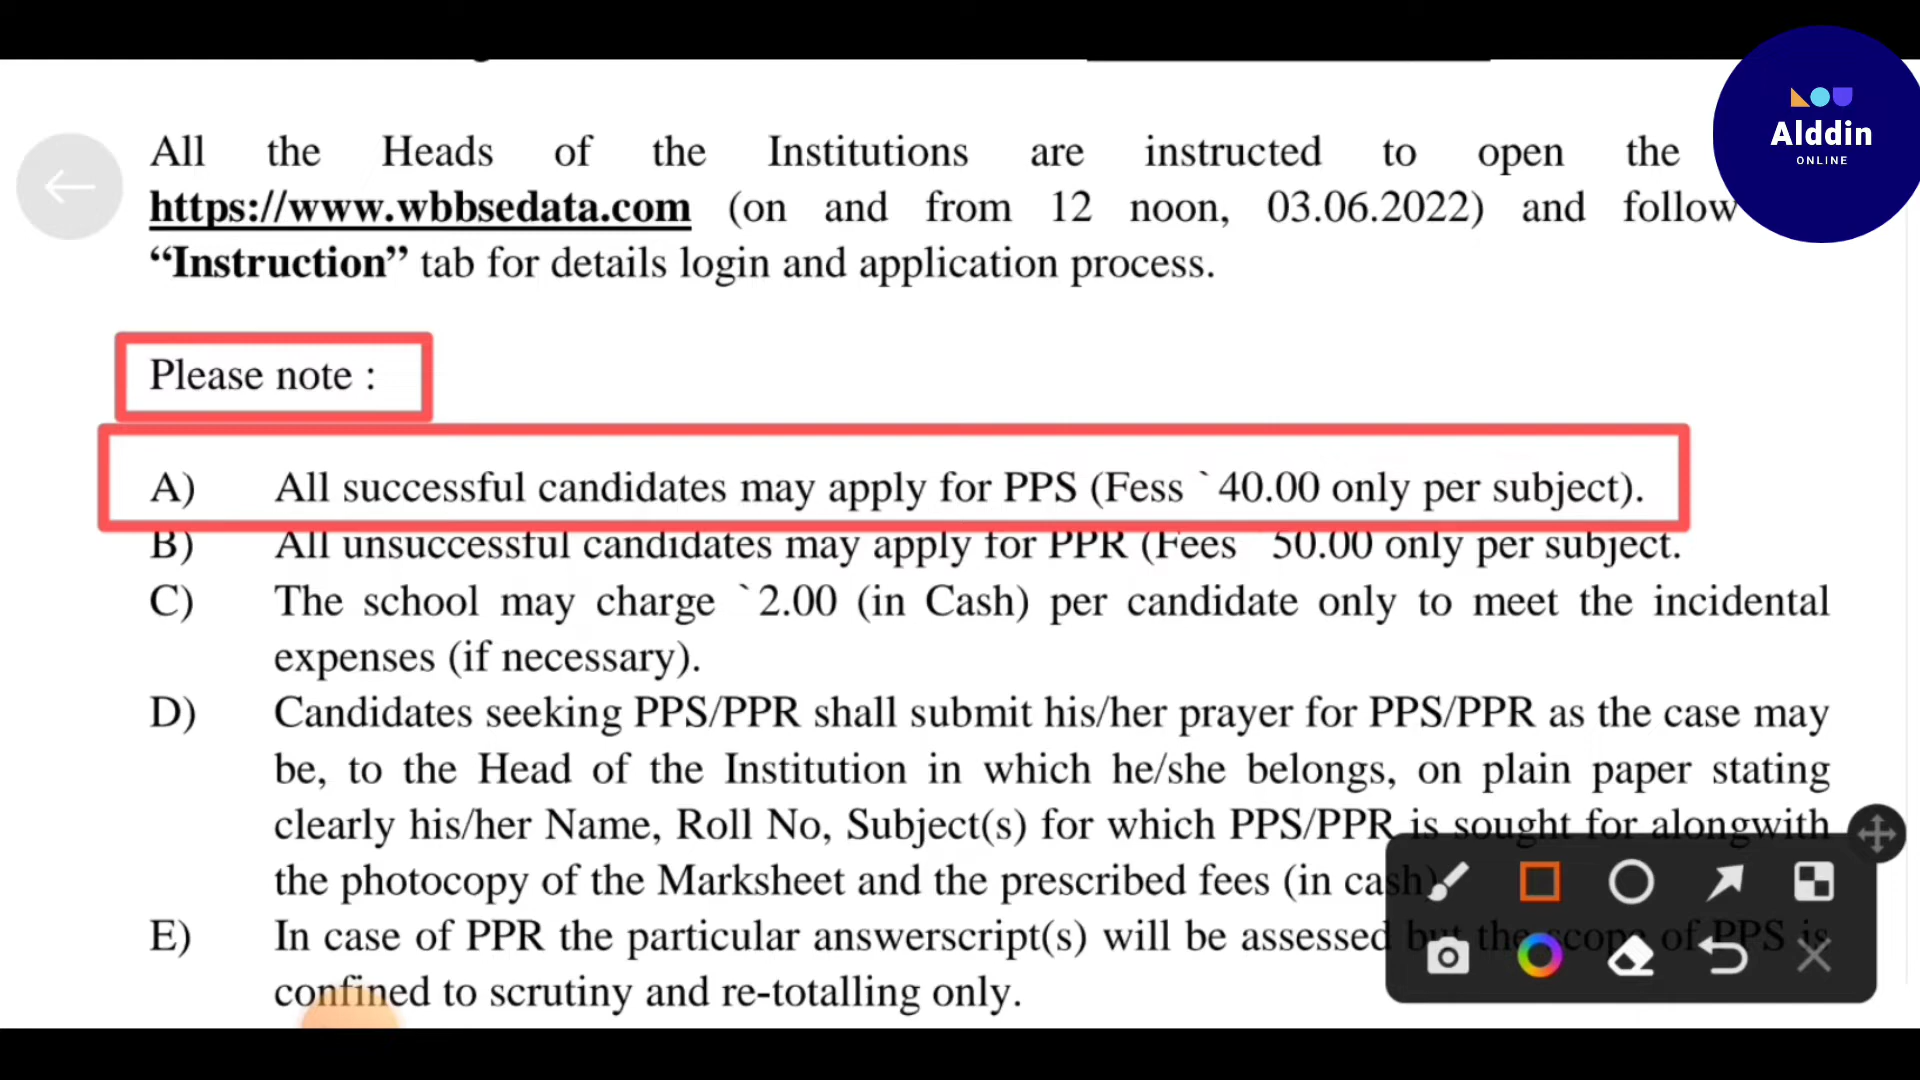 All the Heads of the Institutions are instructed to open the
https://www.wbbsedata.com (on and from 12 noon, 03.06.2022) and follow
“Instruction” tab for details login and application process.
Please note :
A) All successful candidates may apply for PPS (Fess ` 40.00 only per subject).
B) All unsuccessful candidates may apply for PPR (Fees 50.00 only per subject.
C) The school may charge ` 2.00 (in Cash) per candidate only to meet the incidental
expenses (if necessary).
D) Candidates seeking PPS/PPR shall submit his/her prayer for PPS/PPR as the case may
be, to the Head of the Institution in which he/she belongs, on plain paper stating
clearly his/her Name, Roll No, Subject(s) for which PPS/PPR is sought for alongwith
the photocopy of the Marksheet and the prescribed fees (in cash)
E) In case of PPR the particular answerscript(s) will be assessed but the scope of PPS is
confined to scrutiny and re-totalling only.
Alddin
ONLINE